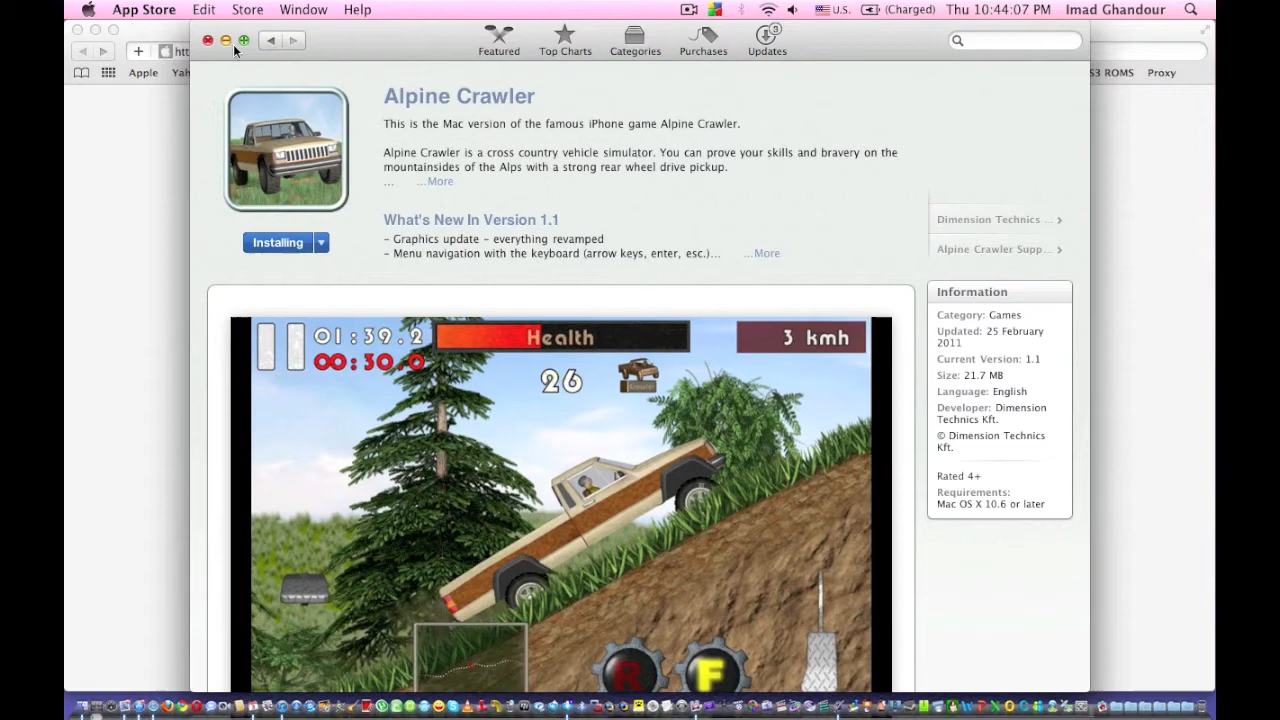 App Store Edit Store Window Help U.S. (Charged) Thu 10:44:07 PM Imad Ghandour
Featured Top Charts Categories Purchases Updates 3
htt
Apple Yah S3 ROMS Proxy
Alpine Crawler
This is the Mac version of the famous iPhone game Alpine Crawler.
Alpine Crawler is a cross country vehicle simulator. You can prove your skills and bravery on the
mountainsides of the Alps with a strong rear wheel drive pickup.
... ...More
Installing
What's New In Version 1.1
- Graphics update - everything revamped
- Menu navigation with the keyboard (arrow keys, enter, esc.)... ...More
Dimension Technics ...
Alpine Crawler Supp...
Information
Category: Games
Updated: 25 February
2011
Current Version: 1.1
Size: 21.7 MB
Language: English
Developer: Dimension
Technics Kft.
© Dimension Technics
Kft.
Rated 4+
Requirements:
Mac OS X 10.6 or later
01:39.2 Health 3 kmh
00:30.0
26
R F